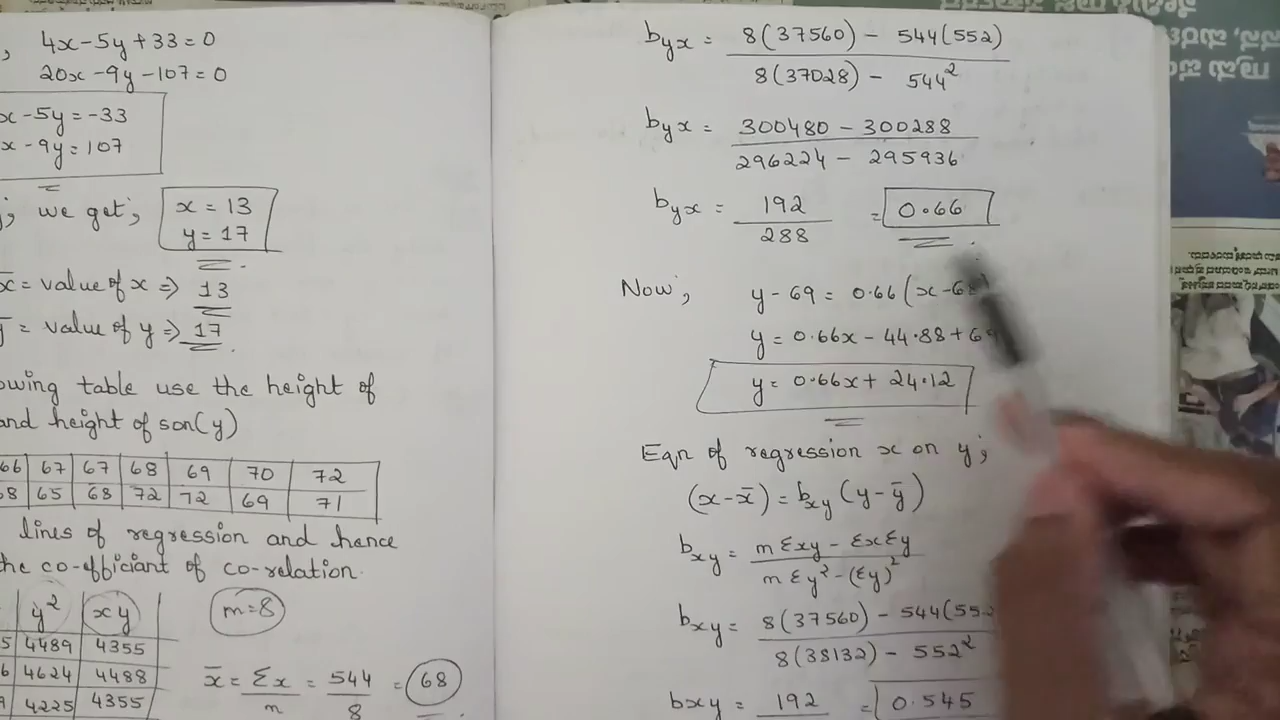 , 4x-5y+33=0
20x-9y-107=0
x-5y=-33
x-9y=107
; we get; x = 13
y = 17
x̄ = value of x => 13
ȳ = value of y => 17
owing table use the height of
and height of son(y)
66 67 67 68 69 70 72
68 65 68 72 72 69 71
lines of regression and hence
the co-efficiant of co-relation.
y² xy m=8
5 4489 4355
6 4624 4488
9 4225 4355
x̄ = Σx/m = 544/8 = 68
byx = 8(37560) - 544(552) / 8(37028) - 544²
byx = 300480 - 300288 / 296224 - 295936
byx = 192/288 = 0.66
Now; y - 69 = 0.66(x-68)
y = 0.66x - 44.88 + 69
y = 0.66x + 24.12
Eqn of regression x on y;
(x-x̄) = bxy (y-ȳ)
bxy = mΣxy - ΣxΣy / mΣy² - (Σy)²
bxy = 8(37560) - 544(552 / 8(38132) - 552²
bxy = 192 = 0.545